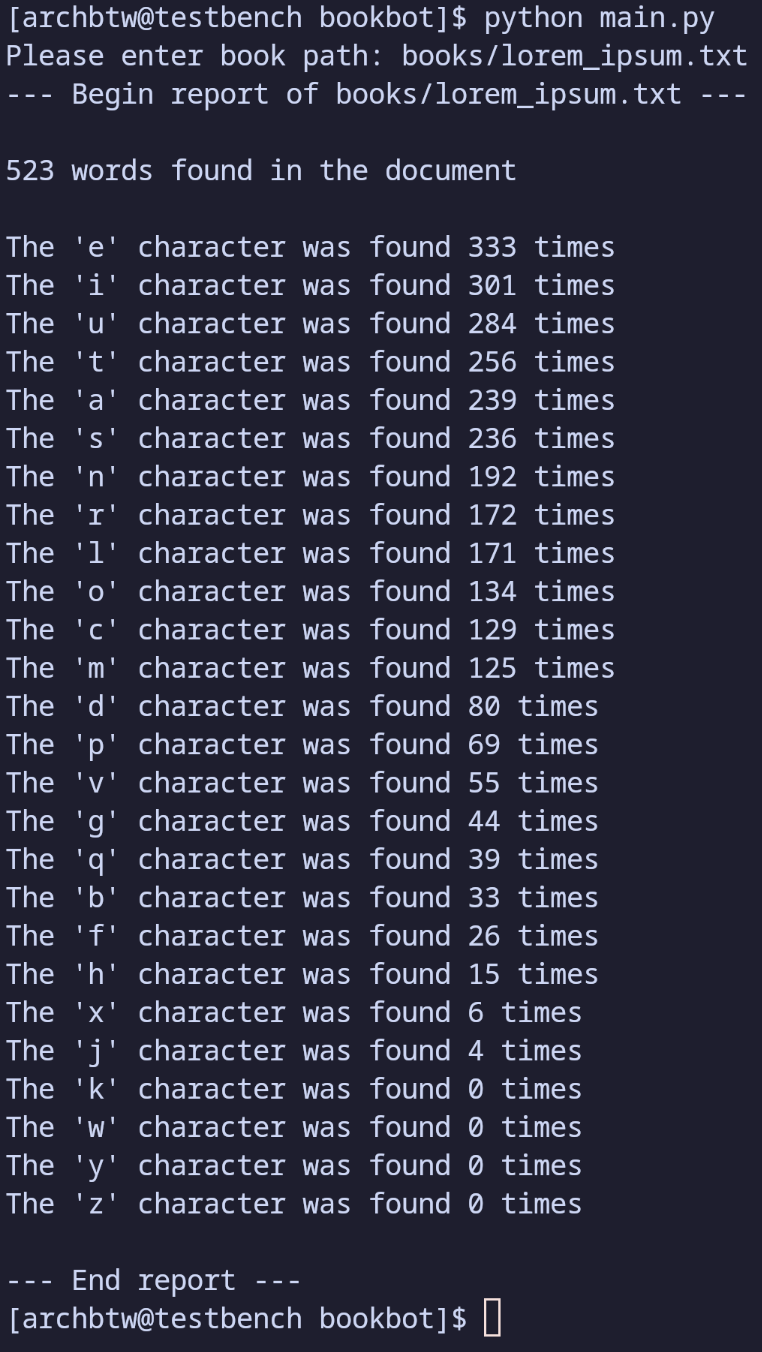 [archbtw@testbench bookbot]$ python main.py
Please enter book path: books/lorem_ipsum.txt
--- Begin report of books/lorem_ipsum.txt ---
523 words found in the document
The 'e' character was found 333 times
The 'i' character was found 301 times
The 'u' character was found 284 times
The 't' character was found 256 times
The 'a' character was found 239 times
The 's' character was found 236 times
The 'n' character was found 192 times
The 'r' character was found 172 times
The 'l' character was found 171 times
The 'o' character was found 134 times
The 'c' character was found 129 times
The 'm' character was found 125 times
The 'd' character was found 80 times
The 'p' character was found 69 times
The 'v' character was found 55 times
The 'g' character was found 44 times
The 'q' character was found 39 times
The 'b' character was found 33 times
The 'f' character was found 26 times
The 'h' character was found 15 times
The 'x' character was found 6 times
The 'j' character was found 4 times
The 'k' character was found 0 times
The 'w' character was found 0 times
The 'y' character was found 0 times
The 'z' character was found 0 times
--- End report ---
[archbtw@testbench bookbot]$